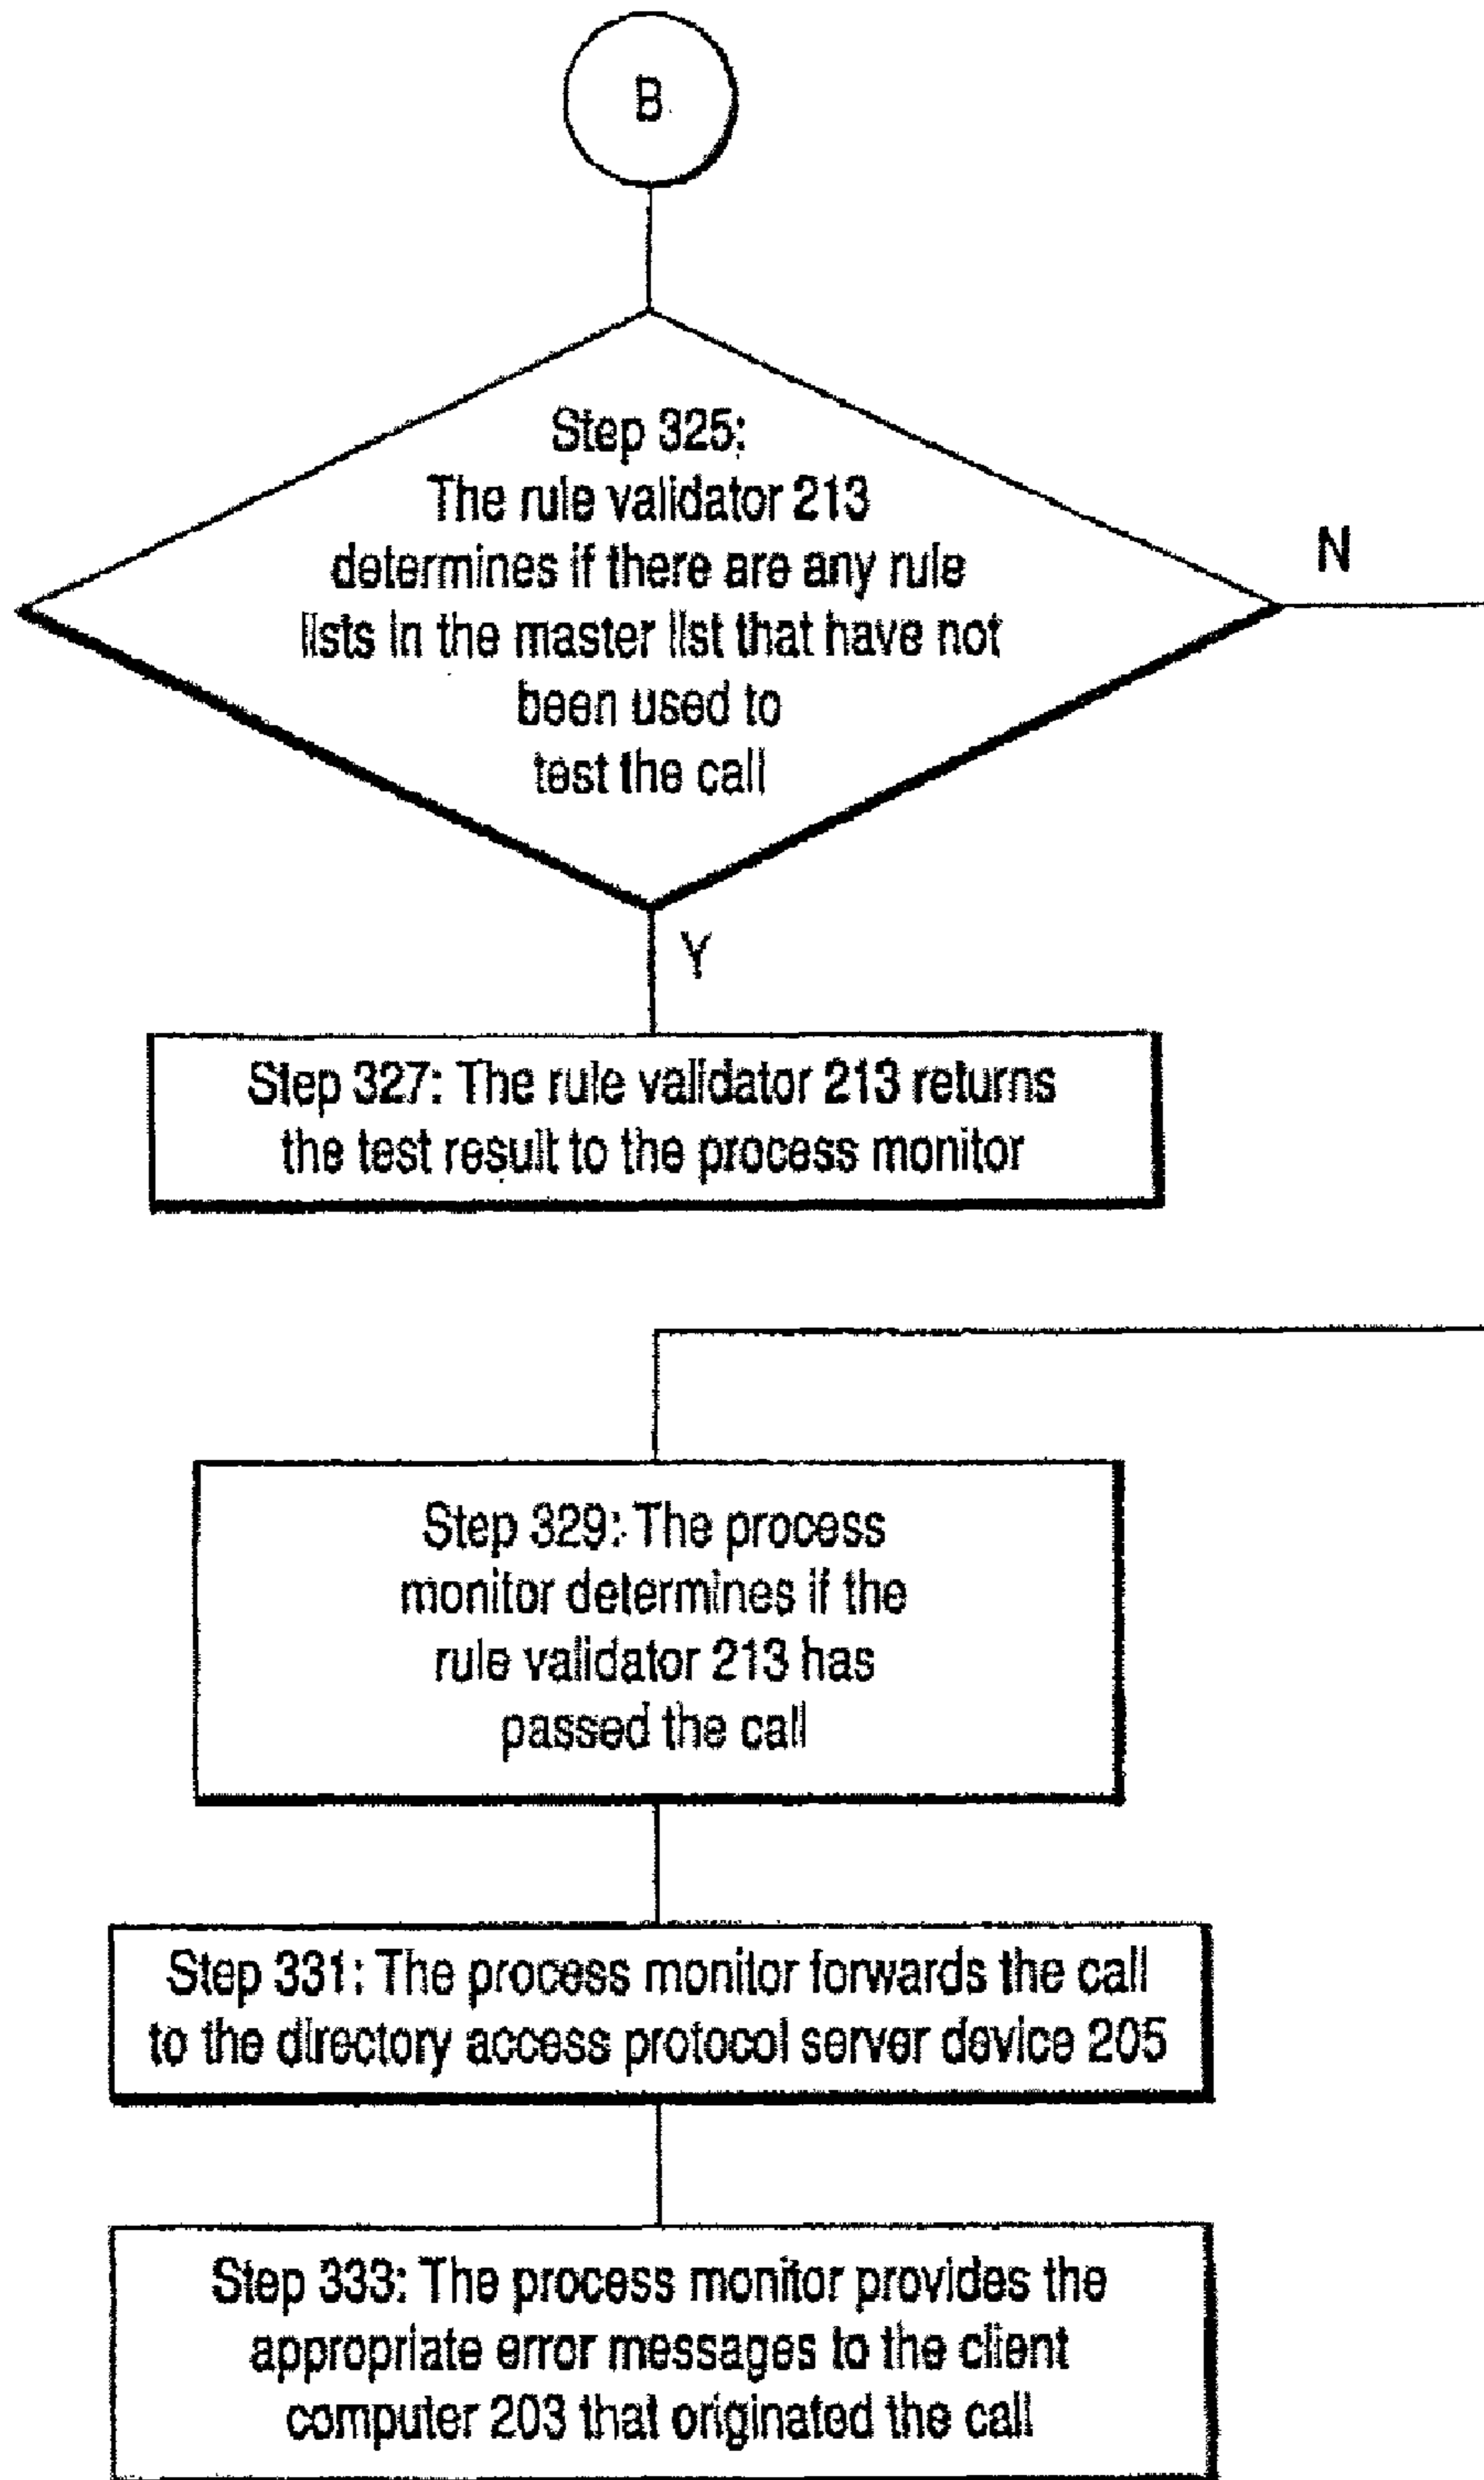 B
Step 325:
The rule validator 213
determines if there are any rule
lists in the master list that have not
been used to
test the call
N
Y
Step 327: The rule validator 213 returns
the test result to the process monitor
Step 329: The process
monitor determines if the
rule validator 213 has
passed the call
Step 331: The process monitor forwards the call
to the directory access protocol server device 205
Step 333: The process monitor provides the
appropriate error messages to the client
computer 203 that originated the call